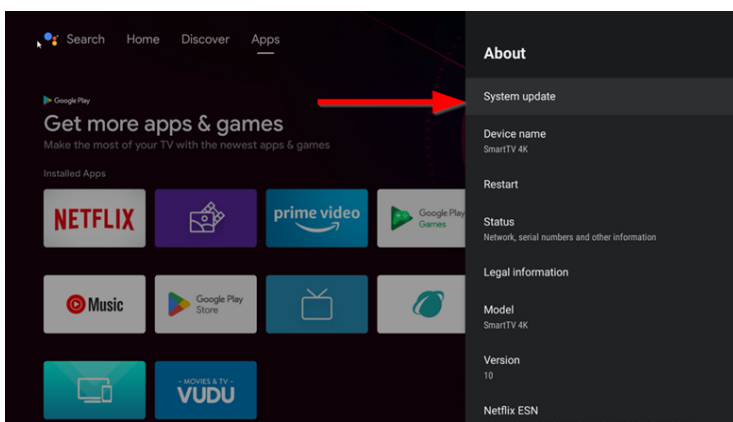 Search Home Discover Apps
Google Play
Get more apps & games
Make the most of your TV with the newest apps & games
Installed Apps
NETFLIX
prime video
Google Play
Games
Music
Google Play
Store
- MOVIES & TV -
VUDU
About
System update
Device name
SmartTV 4K
Restart
Status
Network, serial numbers and other information
Legal information
Model
SmartTV 4K
Version
10
Netflix ESN